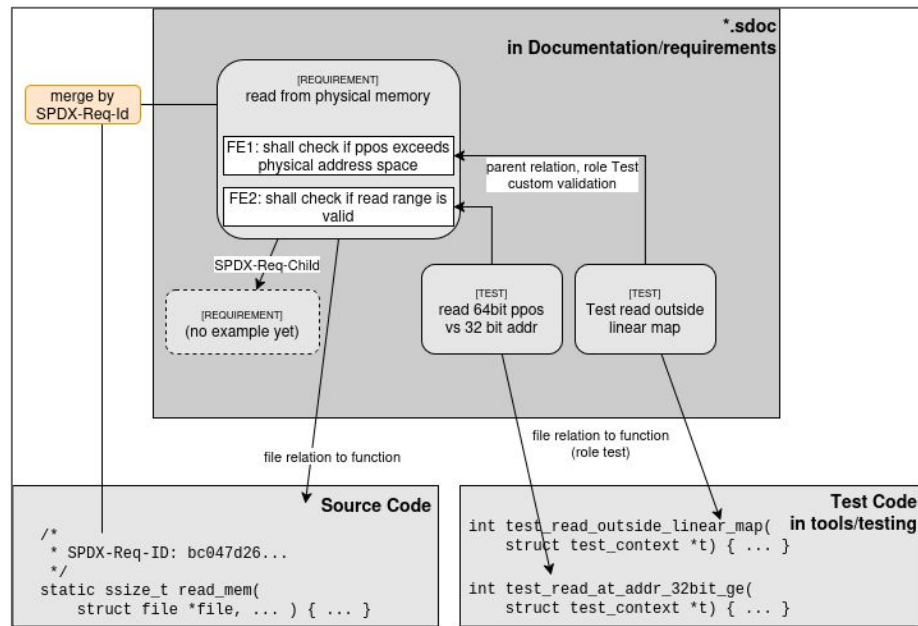 *.sdoc
in Documentation/requirements
[REQUIREMENT]
read from physical memory
merge by
SPDX-Req-Id
FE1: shall check if ppos exceeds
physical address space
parent relation, role Test
custom validation
FE2: shall check if read range is
valid
SPDX-Req-Child
[REQUIREMENT]
(no example yet)
[TEST]
read 64bit ppos
vs 32 bit addr
[TEST]
Test read outside
linear map
file relation to function
file relation to function
(role test)
Source Code
/*
* SPDX-Req-ID: bc047d26...
*/
static ssize_t read_mem(
struct file *file, ... ) { ... }
Test Code
in tools/testing
int test_read_outside_linear_map(
struct test_context *t) { ... }
int test_read_at_addr_32bit_ge(
struct test_context *t) { ... }